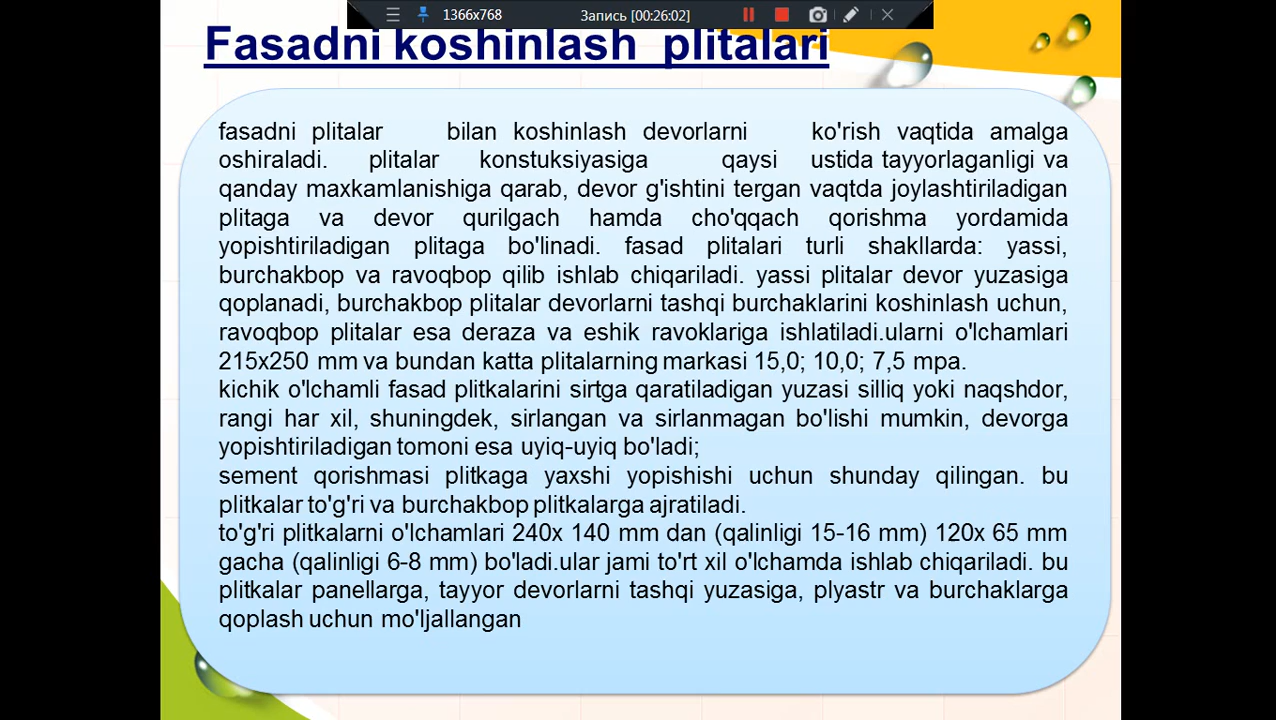 1366x768 Запись [00:26:02]
Fasadni koshinlash plitalari
fasadni plitalar bilan koshinlash devorlarni ko'rish vaqtida amalga
oshiraladi. plitalar konstuksiyasiga qaysi ustida tayyorlaganligi va
qanday maxkamlanishiga qarab, devor g'ishtini tergan vaqtda joylashtiriladigan
plitaga va devor qurilgach hamda cho'qqach qorishma yordamida
yopishtiriladigan plitaga bo'linadi. fasad plitalari turli shakllarda: yassi,
burchakbop va ravoqbop qilib ishlab chiqariladi. yassi plitalar devor yuzasiga
qoplanadi, burchakbop plitalar devorlarni tashqi burchaklarini koshinlash uchun,
ravoqbop plitalar esa deraza va eshik ravoklariga ishlatiladi.ularni o'lchamlari
215x250 mm va bundan katta plitalarning markasi 15,0; 10,0; 7,5 mpa.
kichik o'lchamli fasad plitkalarini sirtga qaratiladigan yuzasi silliq yoki naqshdor,
rangi har xil, shuningdek, sirlangan va sirlanmagan bo'lishi mumkin, devorga
yopishtiriladigan tomoni esa uyiq-uyiq bo'ladi;
sement qorishmasi plitkaga yaxshi yopishishi uchun shunday qilingan. bu
plitkalar to'g'ri va burchakbop plitkalarga ajratiladi.
to'g'ri plitkalarni o'lchamlari 240x 140 mm dan (qalinligi 15-16 mm) 120x 65 mm
gacha (qalinligi 6-8 mm) bo'ladi.ular jami to'rt xil o'lchamda ishlab chiqariladi. bu
plitkalar panellarga, tayyor devorlarni tashqi yuzasiga, plyastr va burchaklarga
qoplash uchun mo'ljallangan